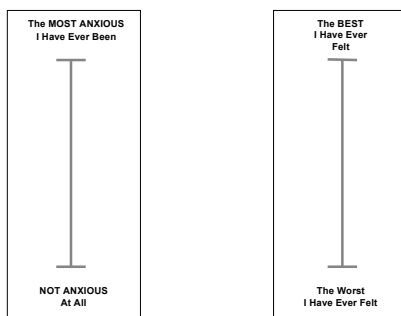 The MOST ANXIOUS
I Have Ever Been
NOT ANXIOUS
At All
The BEST
I Have Ever
Felt
The Worst
I Have Ever Felt